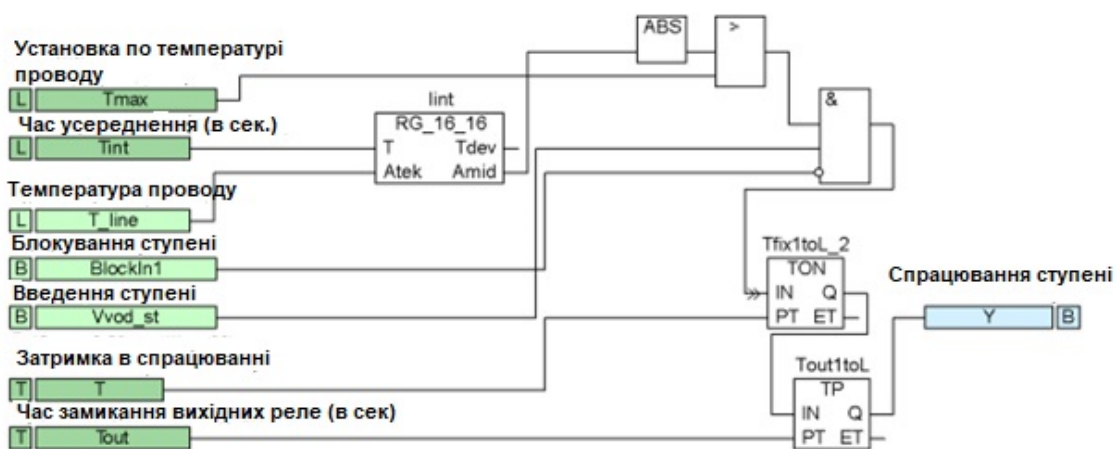 Установка по температурі
проводу
L Tmax
Час усереднення (в сек.)
L Tint
Температура проводу
L T_line
Блокування ступені
B BlockIn1
Введення ступені
B Vvod_st
Затримка в спрацюванні
T T
Час замикання вихідних реле (в сек)
T Tout
Iint
RG_16_16
T Tdev
Atek Amid
ABS
>
&
Tfix1toL_2
TON
IN Q
PT ET
Tout1toL
TP
IN Q
PT ET
Спрацювання ступені
Y B